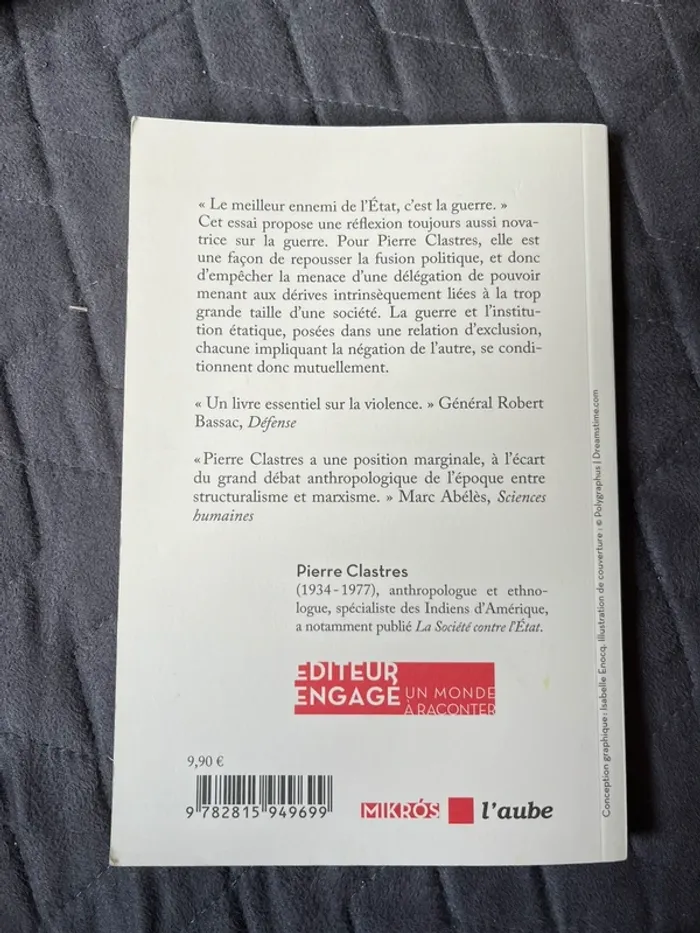 « Le meilleur ennemi de l'État, c'est la guerre. »
Cet essai propose une réflexion toujours aussi nova-
trice sur la guerre. Pour Pierre Clastres, elle est
une façon de repousser la fusion politique, et donc
d'empêcher la menace d'une délégation de pouvoir
menant aux dérives intrinsèquement liées à la trop
grande taille d'une société. La guerre et l'institu-
tion étatique, posées dans une relation d'exclusion,
chacune impliquant la négation de l'autre, se condi-
tionnent donc mutuellement.
« Un livre essentiel sur la violence. » Général Robert
Bassac, Défense
« Pierre Clastres a une position marginale, à l'écart
du grand débat anthropologique de l'époque entre
structuralisme et marxisme. » Marc Abélès, Sciences
humaines
Pierre Clastres
(1934-1977), anthropologue et ethno-
logue, spécialiste des Indiens d'Amérique,
a notamment publié La Société contre l'État.
EDITEUR
ENGAGÉ
UN MONDE
À RACONTER
9,90 €
9 782815 949699
MIKRÓS
l'aube
Conception graphique : Isabelle Enocq. Illustration de couverture : © Polygraphus | Dreamstime.com